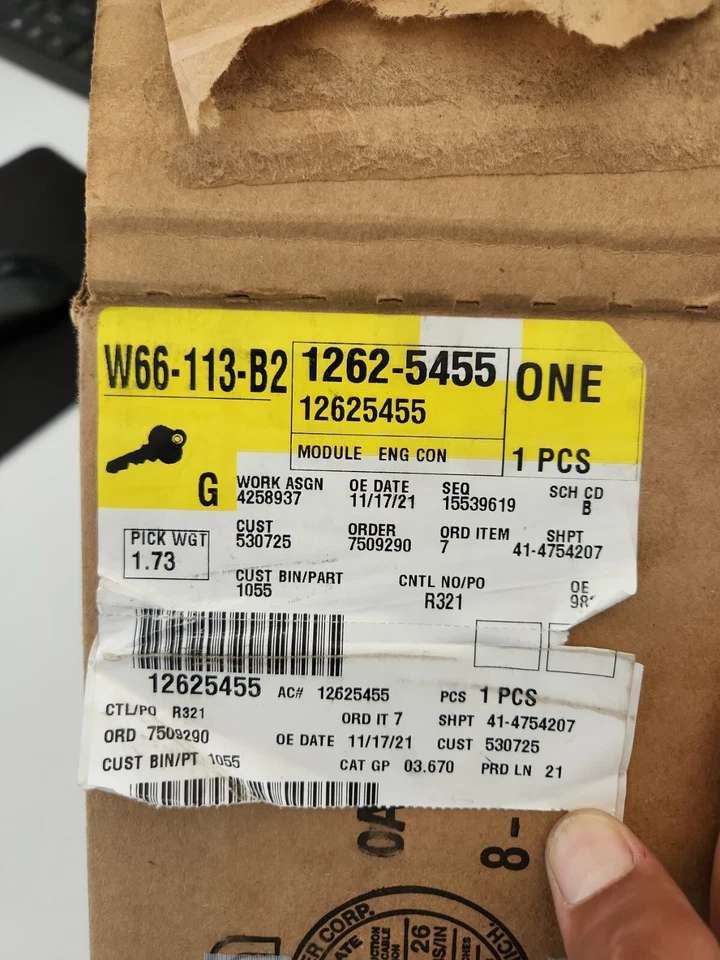 W66-113-B2 1262-5455 ONE
12625455
MODULE ENG CON 1 PCS
G
WORK ASGN OE DATE SEQ SCH CD
4258937 11/17/21 15539619 B
PICK WGT CUST ORDER ORD ITEM SHPT
1.73 530725 7509290 7 41-4754207
CUST BIN/PART CNTL NO/PO OE
1055 R321
12625455 AC# 12625455 PCS 1 PCS
CTL/PO R321 ORD IT 7 SHPT 41-4754207
ORD 7509290 OE DATE 11/17/21 CUST 530725
CUST BIN/PT 1055 CAT GP 03.670 PRD LN 21
8-
CORP.
26